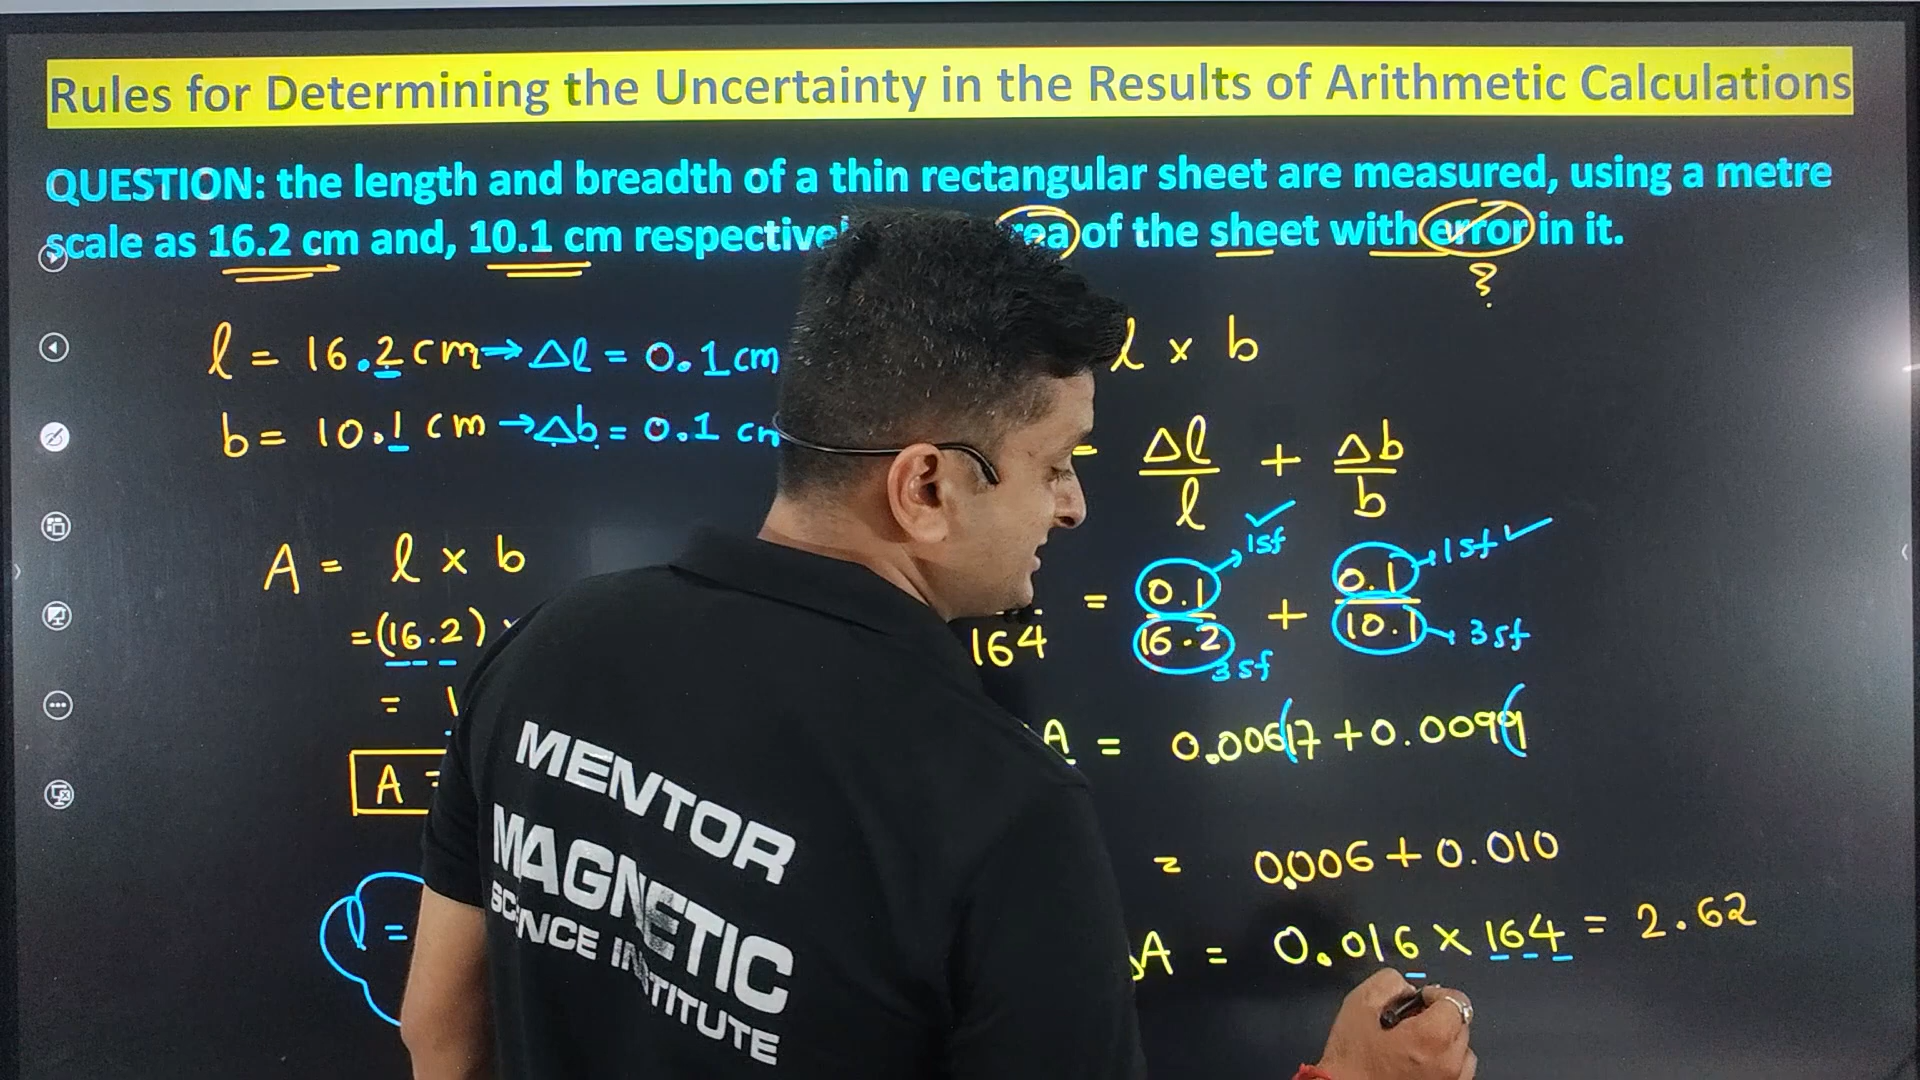 Rules for Determining the Uncertainty in the Results of Arithmetic Calculations
QUESTION: the length and breadth of a thin rectangular sheet are measured, using a metre
scale as 16.2 cm and, 10.1 cm respective of the sheet with error in it.
?
l = 16.2 cm → Δl = 0.1 cm
b = 10.1 cm → Δb = 0.1 cm
A = l x b
= (16.2)
=
A =
l =
l x b
= Δl/l + Δb/b
164 = 0.1/16.2 + 0.1/10.1
1sf
1sf
3sf
3sf
A = 0.00617 + 0.0099
= 0.006 + 0.010
ΔA = 0.016 x 164 = 2.62
MENTOR
MAGNETIC
SCIENCE INSTITUTE